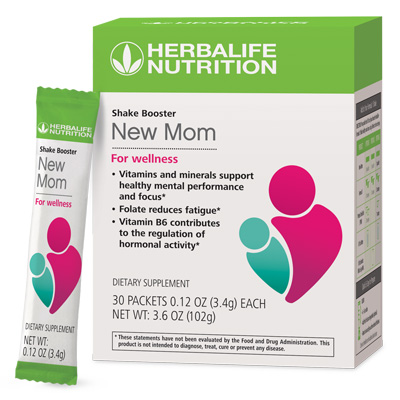 HERBALIFE
NUTRITION
Shake Booster
New Mom
For wellness
• Vitamins and minerals support
healthy mental performance
and focus*
• Folate reduces fatigue*
• Vitamin B6 contributes
to the regulation of
hormonal activity*
DIETARY SUPPLEMENT
30 PACKETS 0.12 OZ (3.4g) EACH
NET WT: 3.6 OZ (102g)
* These statements have not been evaluated by the Food and Drug Administration. This
product is not intended to diagnose, treat, cure or prevent any disease.
HERBALIFE
NUTRITION
Shake Booster
New
Mom
For wellness
DIETARY SUPPLEMENT
NET WT:
0.12 OZ (3.4g)